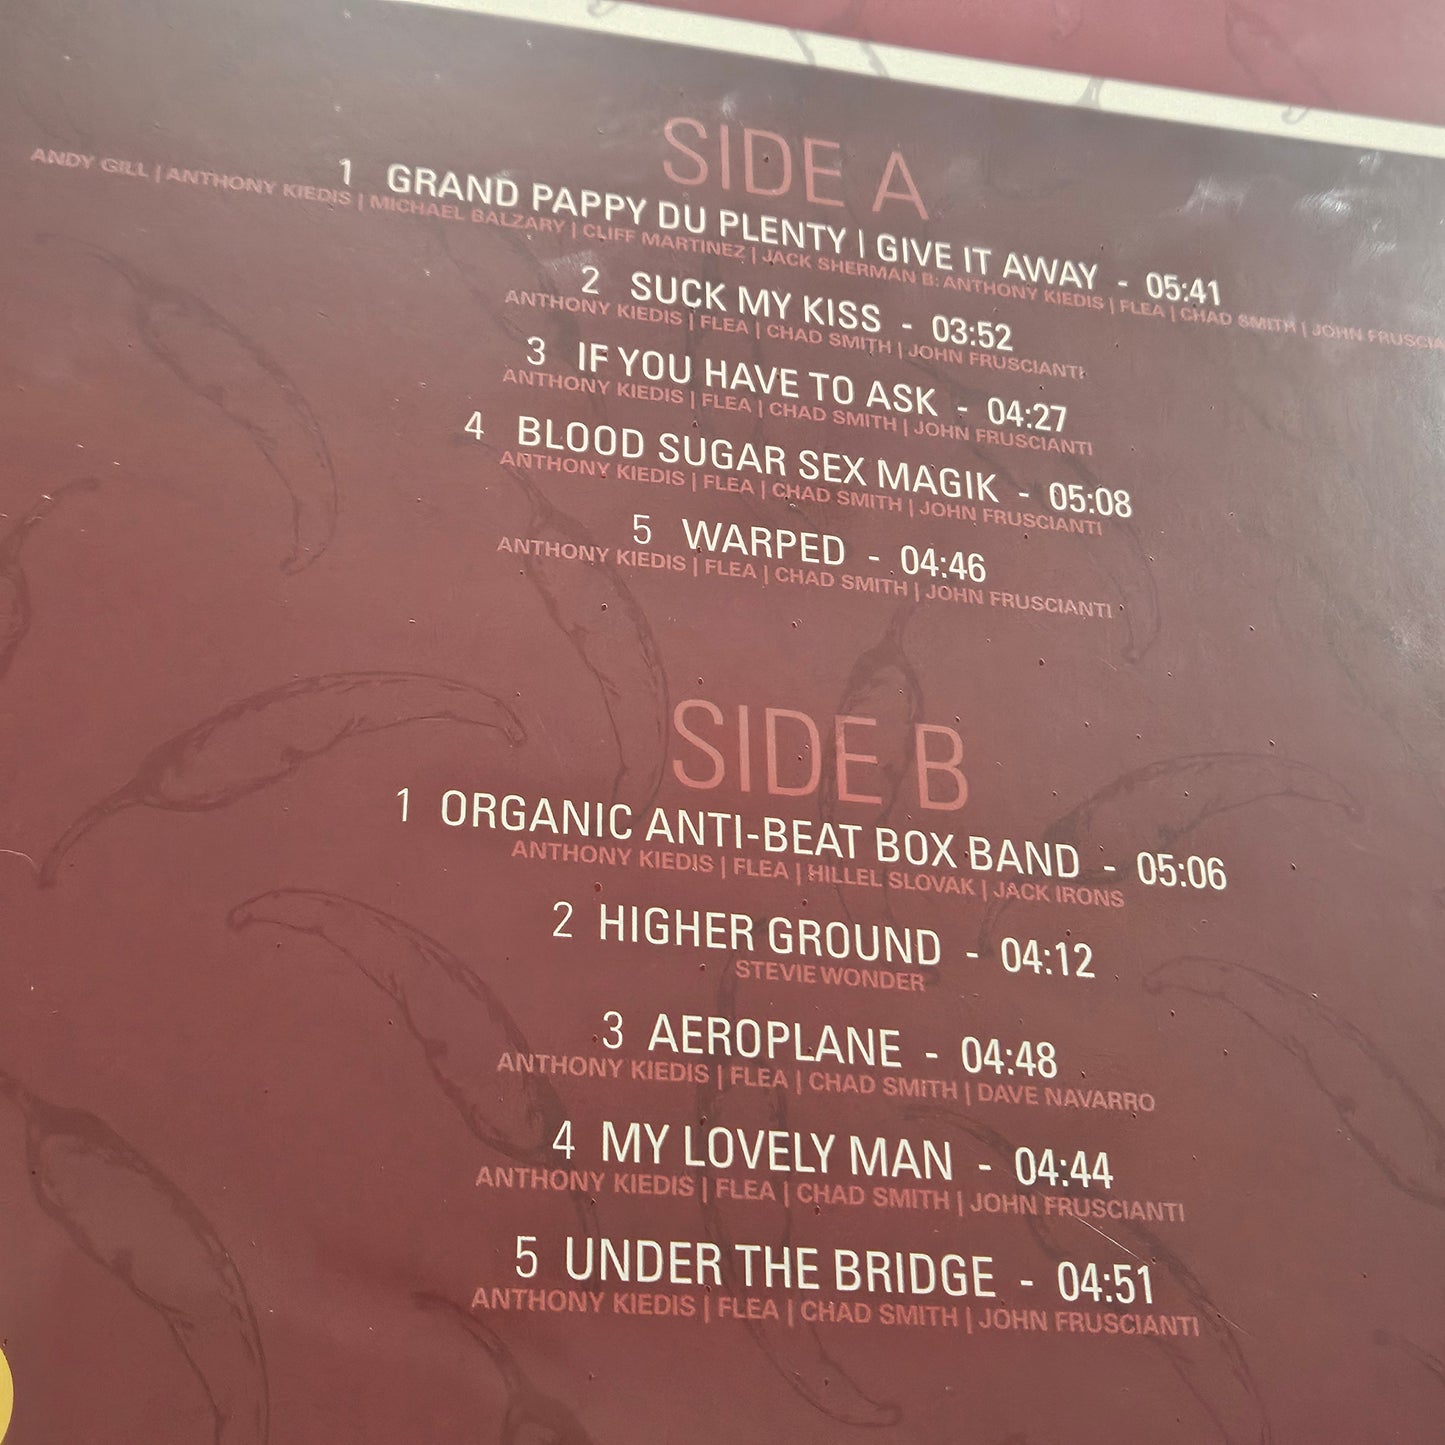 SIDE A
1 GRAND PAPPY DU PLENTY | GIVE IT AWAY - 05:41
ANDY GILL | ANTHONY KIEDIS | MICHAEL BALZARY | CLIFF MARTINEZ | JACK SHERMAN B: ANTHONY KIEDIS | FLEA | CHAD SMITH | JOHN
2 SUCK MY KISS - 03:52
ANTHONY KIEDIS | FLEA | CHAD SMITH | JOHN FRUSCIANTI
3 IF YOU HAVE TO ASK - 04:27
ANTHONY KIEDIS | FLEA | CHAD SMITH | JOHN FRUSCIANTI
4 BLOOD SUGAR SEX MAGIK - 05:08
ANTHONY KIEDIS | FLEA | CHAD SMITH | JOHN FRUSCIANTI
5 WARPED - 04:46
ANTHONY KIEDIS | FLEA | CHAD SMITH | JOHN FRUSCIANTI
SIDE B
1 ORGANIC ANTI-BEAT BOX BAND - 05:06
ANTHONY KIEDIS | FLEA | HILLEL SLOVAK | JACK IRONS
2 HIGHER GROUND - 04:12
STEVIE WONDER
3 AEROPLANE - 04:48
ANTHONY KIEDIS | FLEA | CHAD SMITH | DAVE NAVARRO
4 MY LOVELY MAN - 04:44
ANTHONY KIEDIS | FLEA | CHAD SMITH | JOHN FRUSCIANTI
5 UNDER THE BRIDGE - 04:51
ANTHONY KIEDIS | FLEA | CHAD SMITH | JOHN FRUSCIANTI